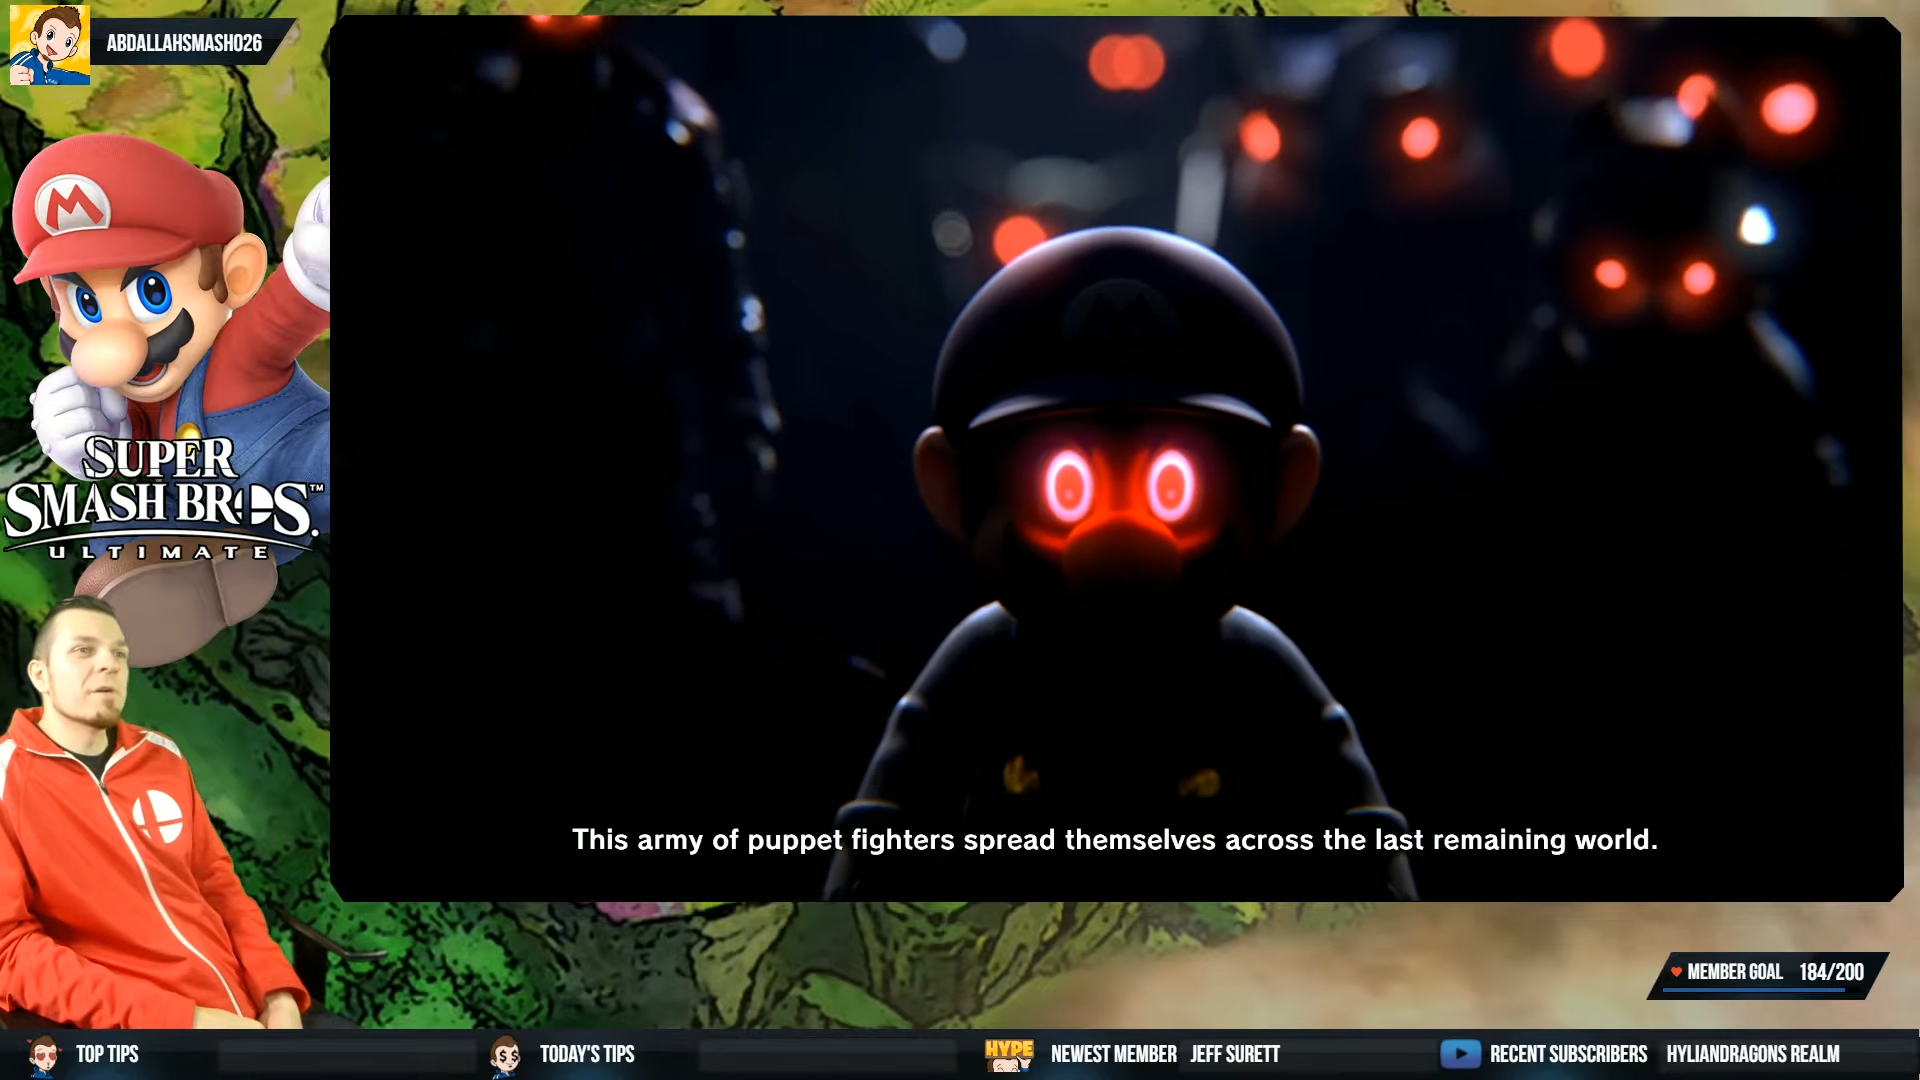 ABDALLAHSMASH026
M
SUPER
SMASH BROS.™
ULTIMATE
This army of puppet fighters spread themselves across the last remaining world.
MEMBER GOAL 184/200
TOP TIPS
TODAY'S TIPS
HYPE
NEWEST MEMBER JEFF SURETT
RECENT SUBSCRIBERS HYLIANDRAGONS REALM